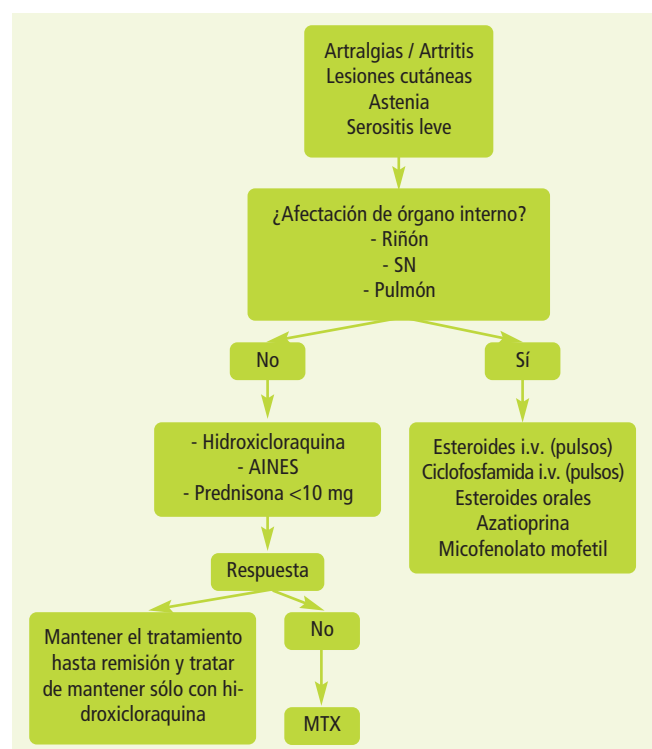 Artralgias / Artritis
Lesiones cutáneas
Astenia
Serositis leve
¿Afectación de órgano interno?
- Riñón
- SN
- Pulmón
No
Sí
- Hidroxicloraquina
- AINES
- Prednisona <10 mg
Esteroides i.v. (pulsos)
Ciclofosfamida i.v. (pulsos)
Esteroides orales
Azatioprina
Micofenolato mofetil
Respuesta
Mantener el tratamiento
hasta remisión y tratar
de mantener sólo con hi-
droxicloraquina
No
MTX